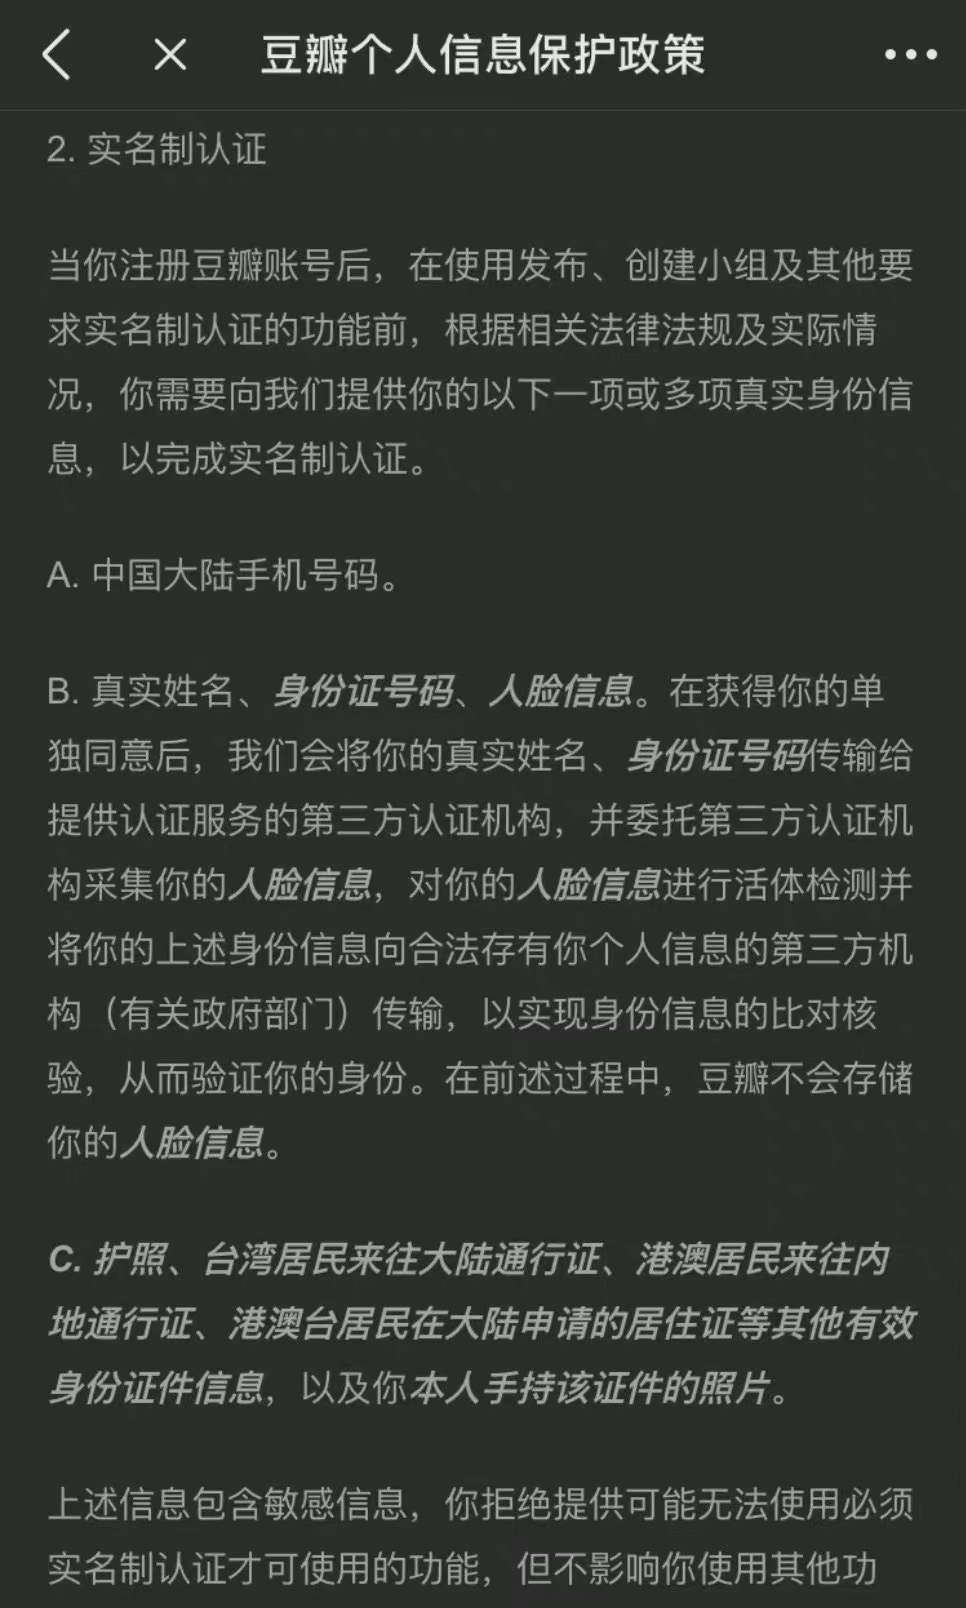 豆瓣个人信息保护政策
2. 实名制认证
当你注册豆瓣账号后，在使用发布、创建小组及其他要
求实名制认证的功能前，根据相关法律法规及实际情
况，你需要向我们提供你的以下一项或多项真实身份信
息，以完成实名制认证。
A. 中国大陆手机号码。
B. 真实姓名、身份证号码、人脸信息。在获得你的单
独同意后，我们会将你的真实姓名、身份证号码传输给
提供认证服务的第三方认证机构，并委托第三方认证机
构采集你的人脸信息，对你的人脸信息进行活体检测并
将你的上述身份信息向合法存有你个人信息的第三方机
构（有关政府部门）传输，以实现身份信息的比对核
验，从而验证你的身份。在前述过程中，豆瓣不会存储
你的人脸信息。
C. 护照、台湾居民来往大陆通行证、港澳居民来往内
地通行证、港澳台居民在大陆申请的居住证等其他有效
身份证件信息，以及你本人手持该证件的照片。
上述信息包含敏感信息，你拒绝提供可能无法使用必须
实名制认证才可使用的功能，但不影响你使用其他功